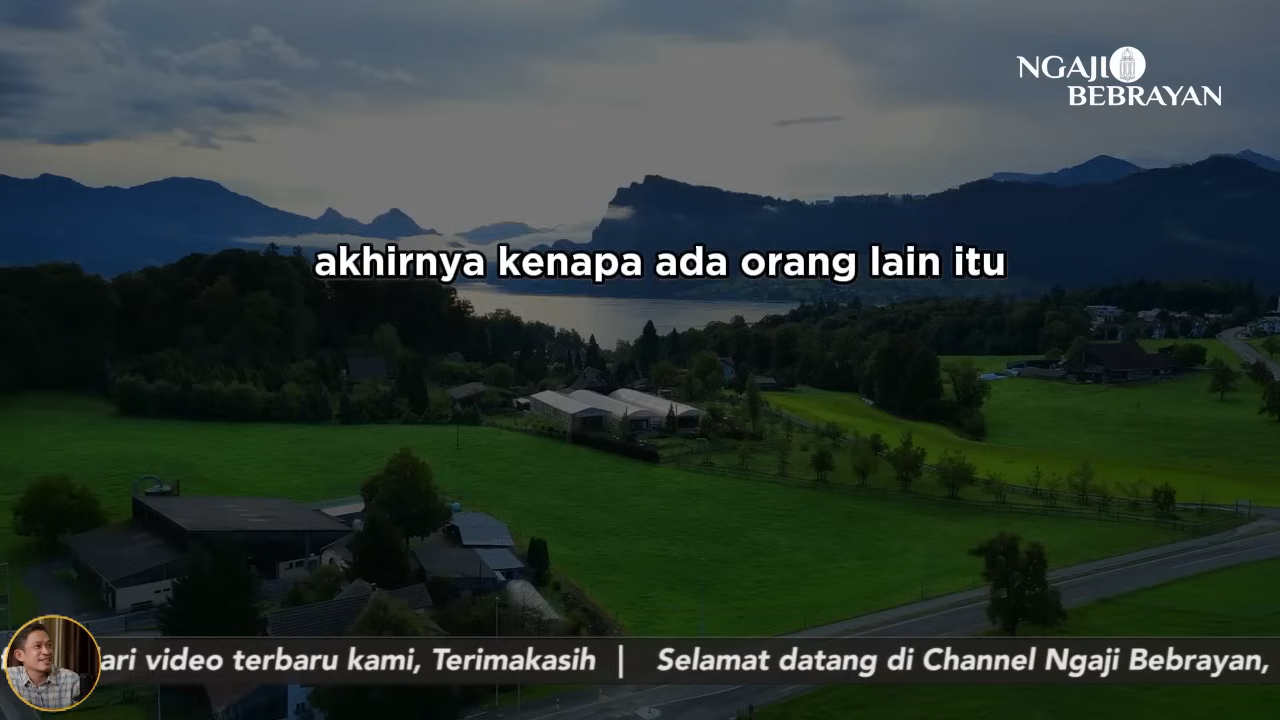 NGAJI
BEBRAYAN
akhirnya kenapa ada orang lain itu
ari video terbaru kami, Terimakasih | Selamat datang di Channel Ngaji Bebrayan,